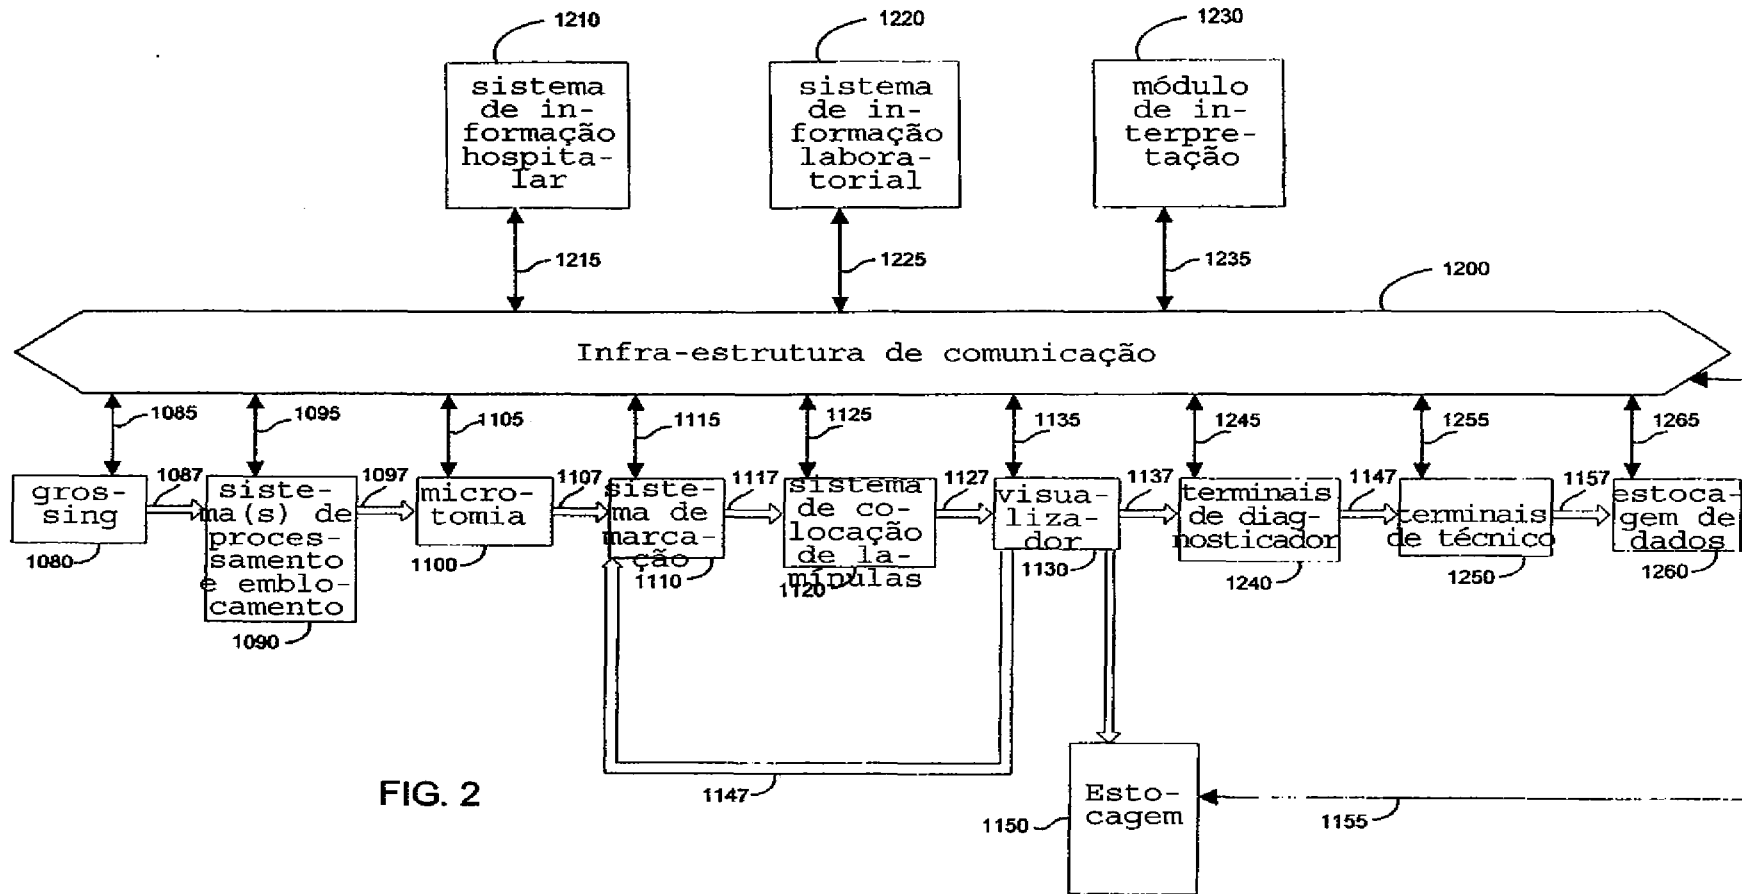 1210
1220
1230
sistema
de in-
formação
hospita-
lar
sistema
de in-
formação
labora-
torial
módulo
de in-
terpre-
tação
1215
1225
1235
1200
Infra-estrutura de comunicação
1085
1095
1105
1115
1125
1135
1245
1255
1265
gros-
sing
1087
siste-
ma(s) de
proces-
samento
e emblo-
camento
1097
micro-
tomia
1107
siste-
ma de
marca-
ção
1117
sistema
de co-
locação
de la-
mínulas
1127
visua-
liza-
dor
1137
terminais
de diag-
nosticador
1147
terminais
de técnico
1157
estoca-
gem de
dados
1080
1090
1100
1110
1120
1130
1240
1250
1260
1147
FIG. 2
Esto-
cagem
1150
1155